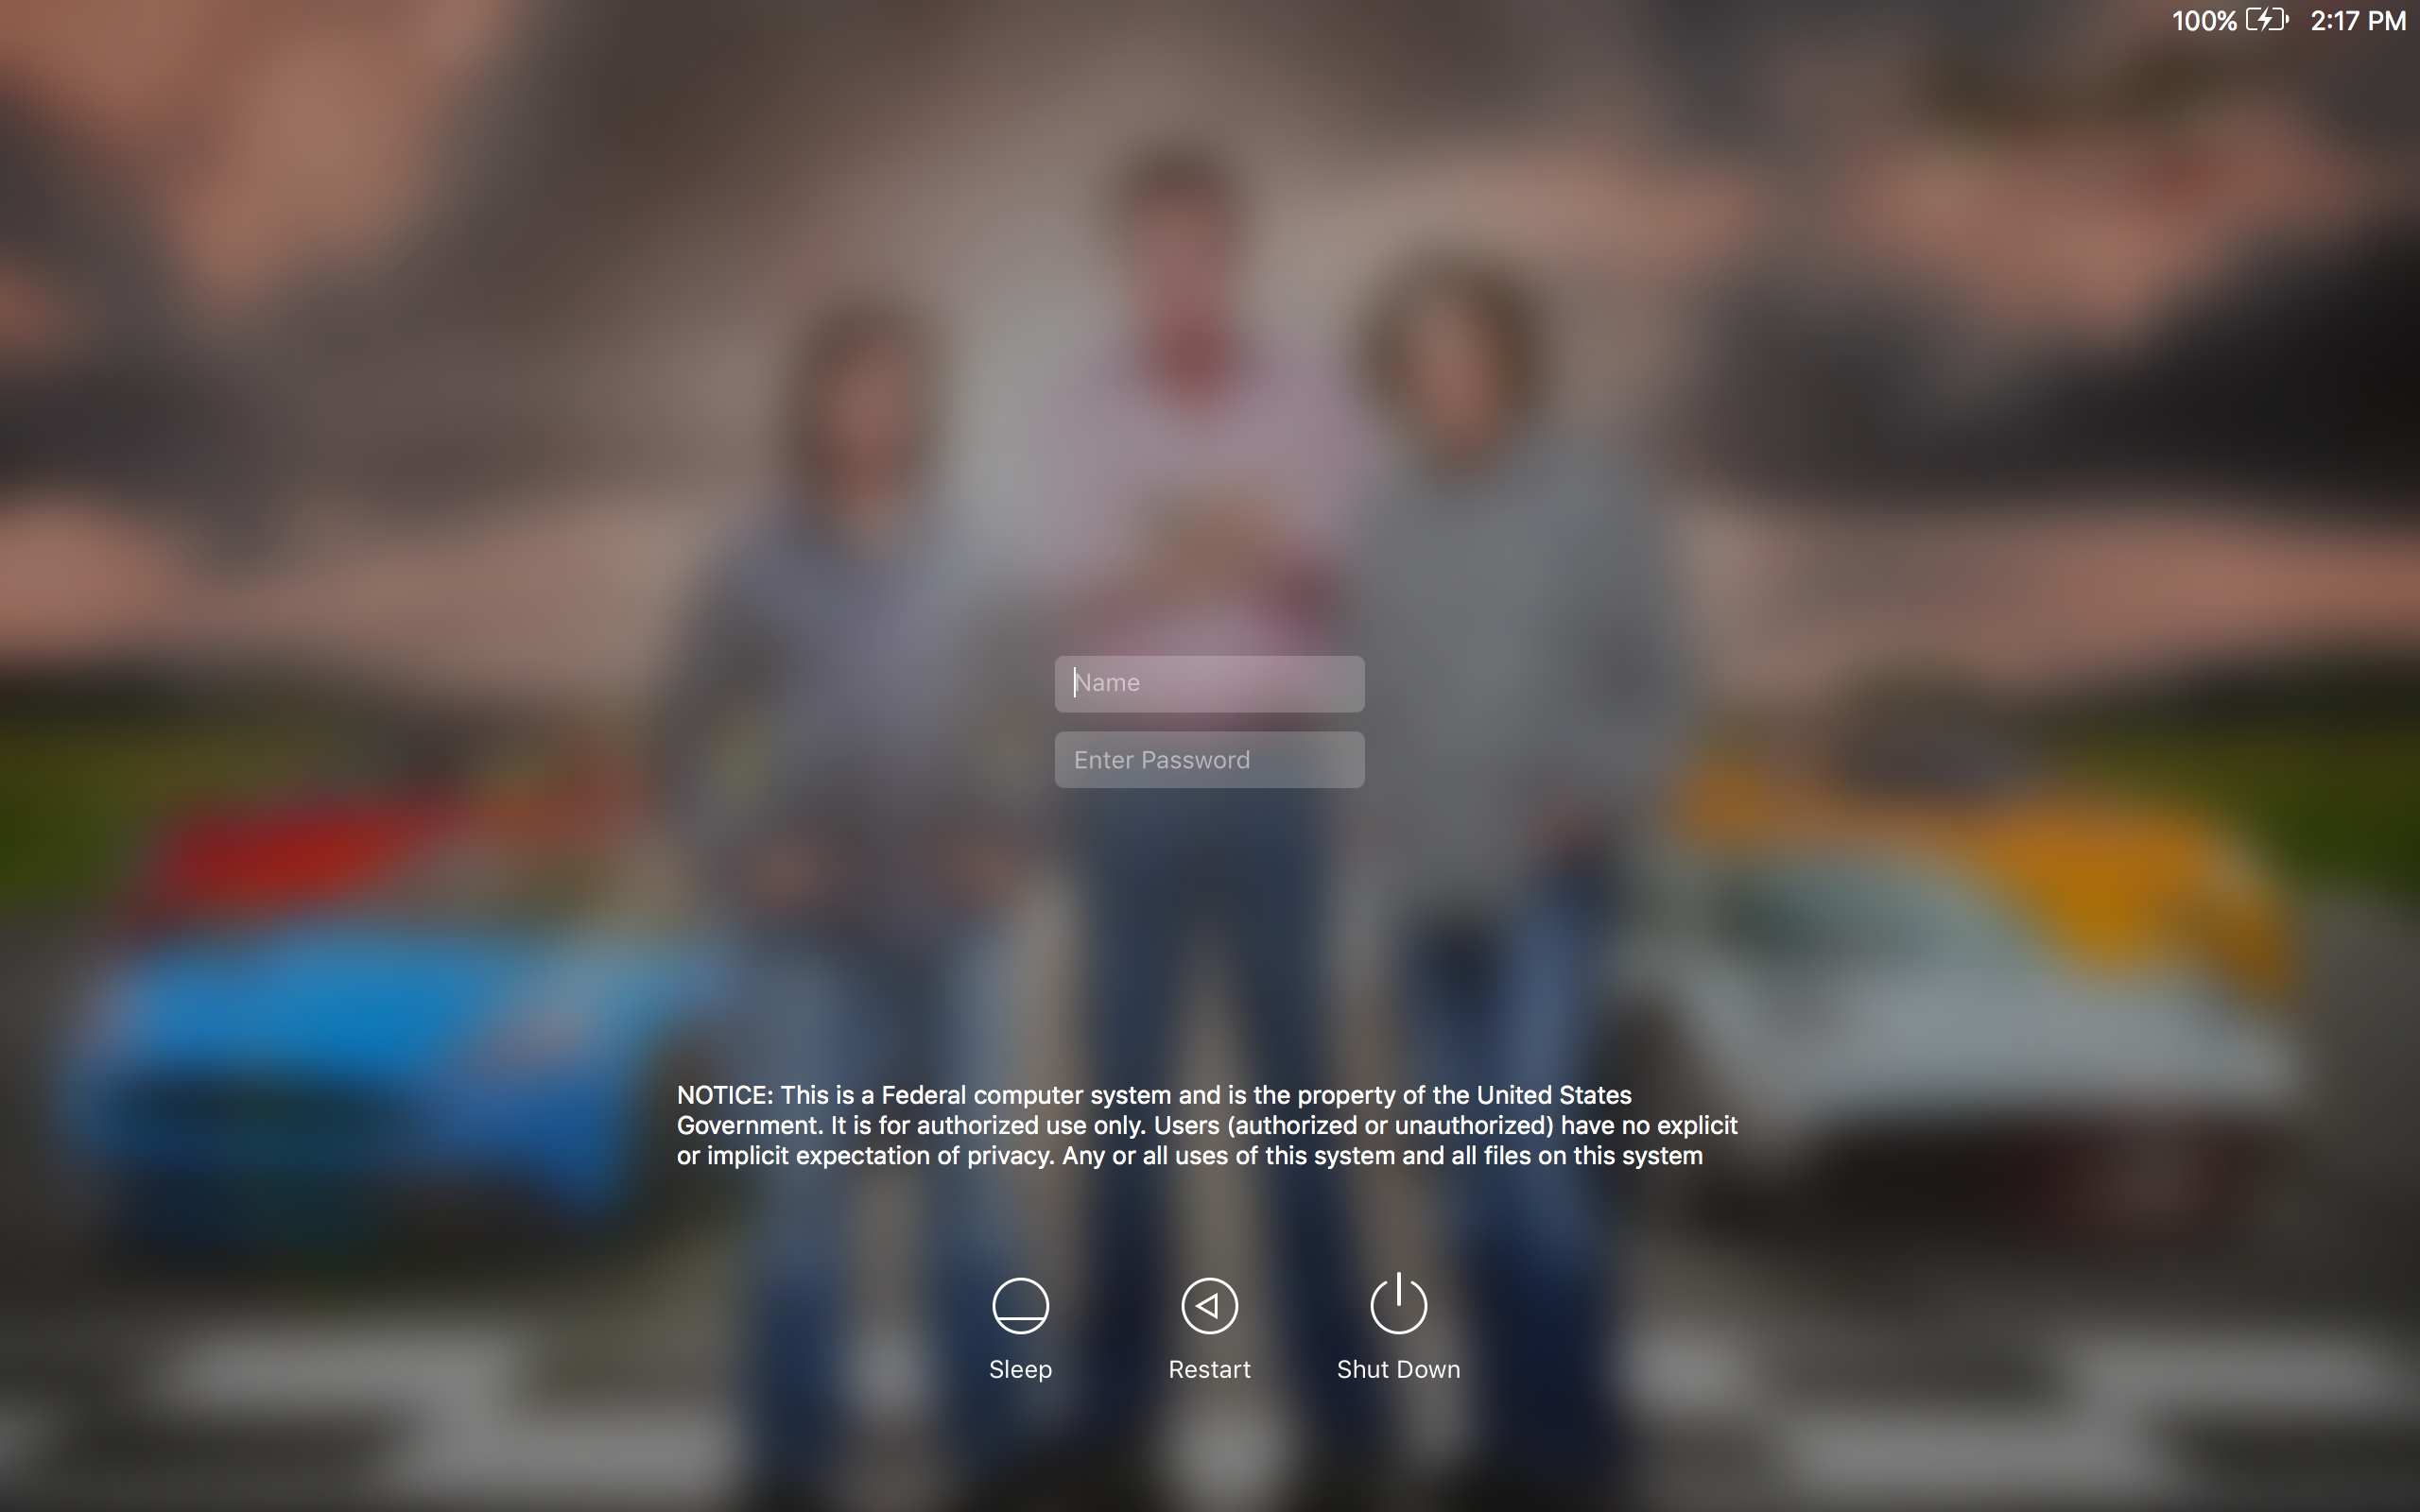 100% 2:17 PM
Name
Enter Password
NOTICE: This is a Federal computer system and is the property of the United States
Government. It is for authorized use only. Users (authorized or unauthorized) have no explicit
or implicit expectation of privacy. Any or all uses of this system and all files on this system
Sleep Restart Shut Down